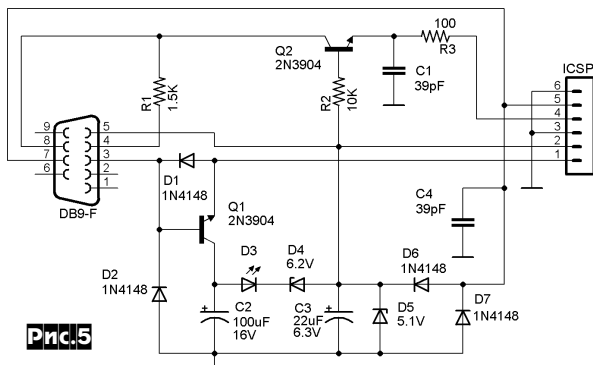 Q2
2N3904
100
R3
C1
39pF
R1
1.5K
R2
10K
ICSP
6
5
4
3
2
1
9
8
7
6
5
4
3
2
1
DB9-F
D1
1N4148
Q1
2N3904
C4
39pF
D2
1N4148
D3
D4
6.2V
D6
1N4148
+
C2
100uF
16V
+
C3
22uF
6.3V
D5
5.1V
D7
1N4148
Рис.5